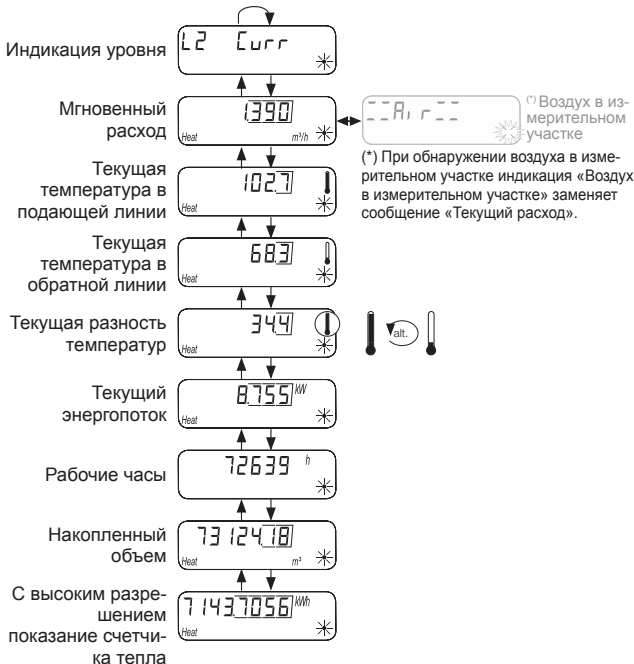 Индикация уровня
L2 Curr
Мгновенный
расход
1.390
Heat
m³/h
--Air--
(*) Воздух в из-
мерительном
участке
(*) При обнаружении воздуха в изме-
рительном участке индикация «Воздух
в измерительном участке» заменяет
сообщение «Текущий расход».
Текущая
температура в
подающей линии
102.7
Heat
Текущая
температура в
обратной линии
68.3
Heat
Текущая разность
температур
34.4
Heat
alt.
Текущий
энергопоток
8.755 kW
Heat
Рабочие часы
72639 h
Накопленный
объем
73124.18
Heat
m³
С высоким разре-
шением
показание счетчи-
ка тепла
7143.7056 kWh
Heat